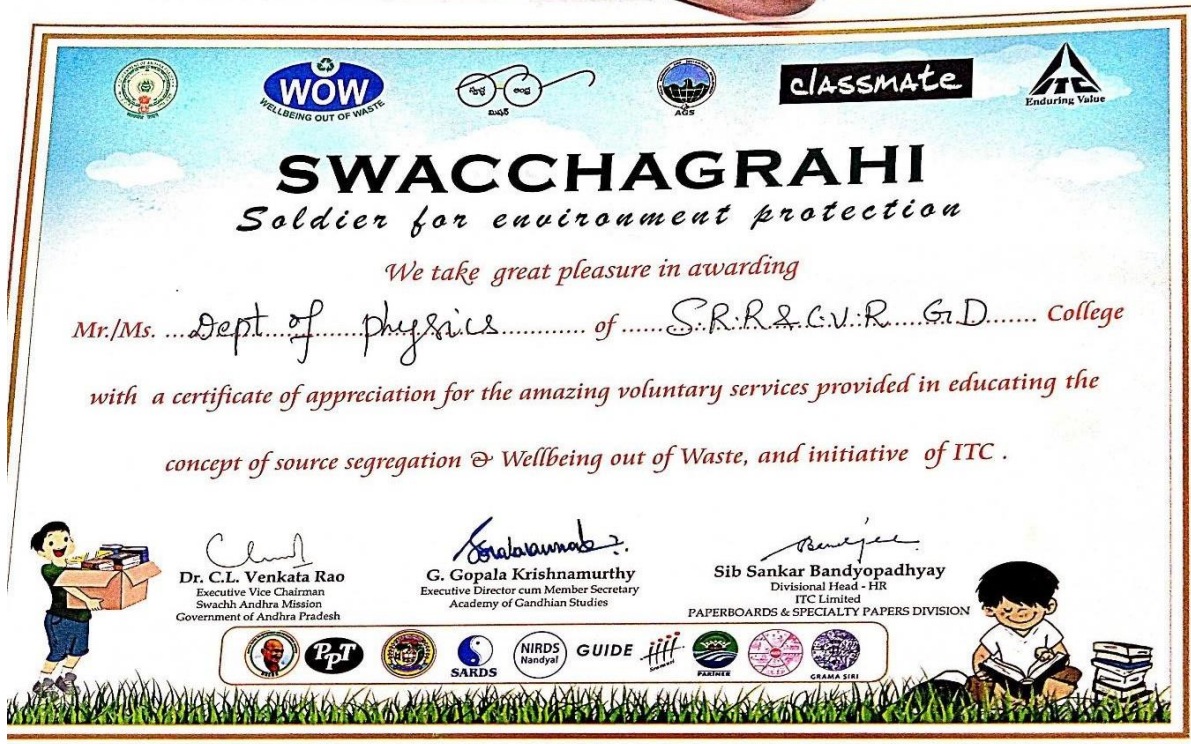 WOW
WELLBEING OUT OF WASTE
స్వచ్ఛ ఆంధ్ర
మిషన్
AGS
classmate
ITC
Enduring Value
SWACCHAGRAHI
Soldier for environment protection
We take great pleasure in awarding
Mr./Ms. ...Dept of physics............ of ......S.R.R & C.V.R G.D....... College
with a certificate of appreciation for the amazing voluntary services provided in educating the
concept of source segregation & Wellbeing out of Waste, and initiative of ITC .
Dr. C.L. Venkata Rao
Executive Vice Chairman
Swachh Andhra Mission
Government of Andhra Pradesh
G. Gopala Krishnamurthy
Executive Director cum Member Secretary
Academy of Gandhian Studies
Sib Sankar Bandyopadhyay
Divisional Head - HR
ITC Limited
PAPERBOARDS & SPECIALTY PAPERS DIVISION
PPT
SARDS
NIRDS
Nandyal
GUIDE
PARTNER
GRAMA SIRI